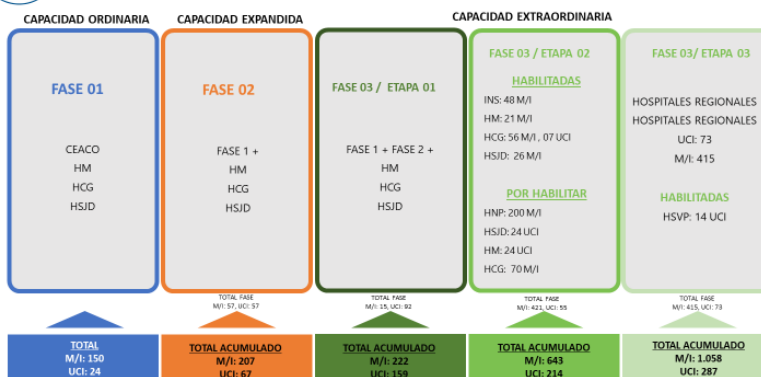 CAPACIDAD ORDINARIA
CAPACIDAD EXPANDIDA
CAPACIDAD EXTRAORDINARIA
FASE 01
CEACO
HM
HCG
HSJD
FASE 02
FASE 1 +
HM
HCG
HSJD
FASE 03 / ETAPA 01
FASE 1 + FASE 2 +
HM
HCG
HSJD
FASE 03 / ETAPA 02
HABILITADAS
INS: 48 M/I
HM: 21 M/I
HCG: 56 M/I , 07 UCI
HSJD: 26 M/I
POR HABILITAR
HNP: 200 M/I
HSJD: 24 UCI
HM: 24 UCI
HCG: 70 M/I
FASE 03/ ETAPA 03
HOSPITALES REGIONALES
HOSPITALES REGIONALES
UCI: 73
M/I: 415
HABILITADAS
HSVP: 14 UCI
TOTAL FASE
M/I: 57, UCI: 57
TOTAL FASE
M/I: 15, UCI: 92
TOTAL FASE
M/I: 421, UCI: 55
TOTAL FASE
M/I: 415, UCI: 73
TOTAL
M/I: 150
UCI: 24
TOTAL ACUMULADO
M/I: 207
UCI: 67
TOTAL ACUMULADO
M/I: 222
UCI: 159
TOTAL ACUMULADO
M/I: 643
UCI: 214
TOTAL ACUMULADO
M/I: 1.058
UCI: 287